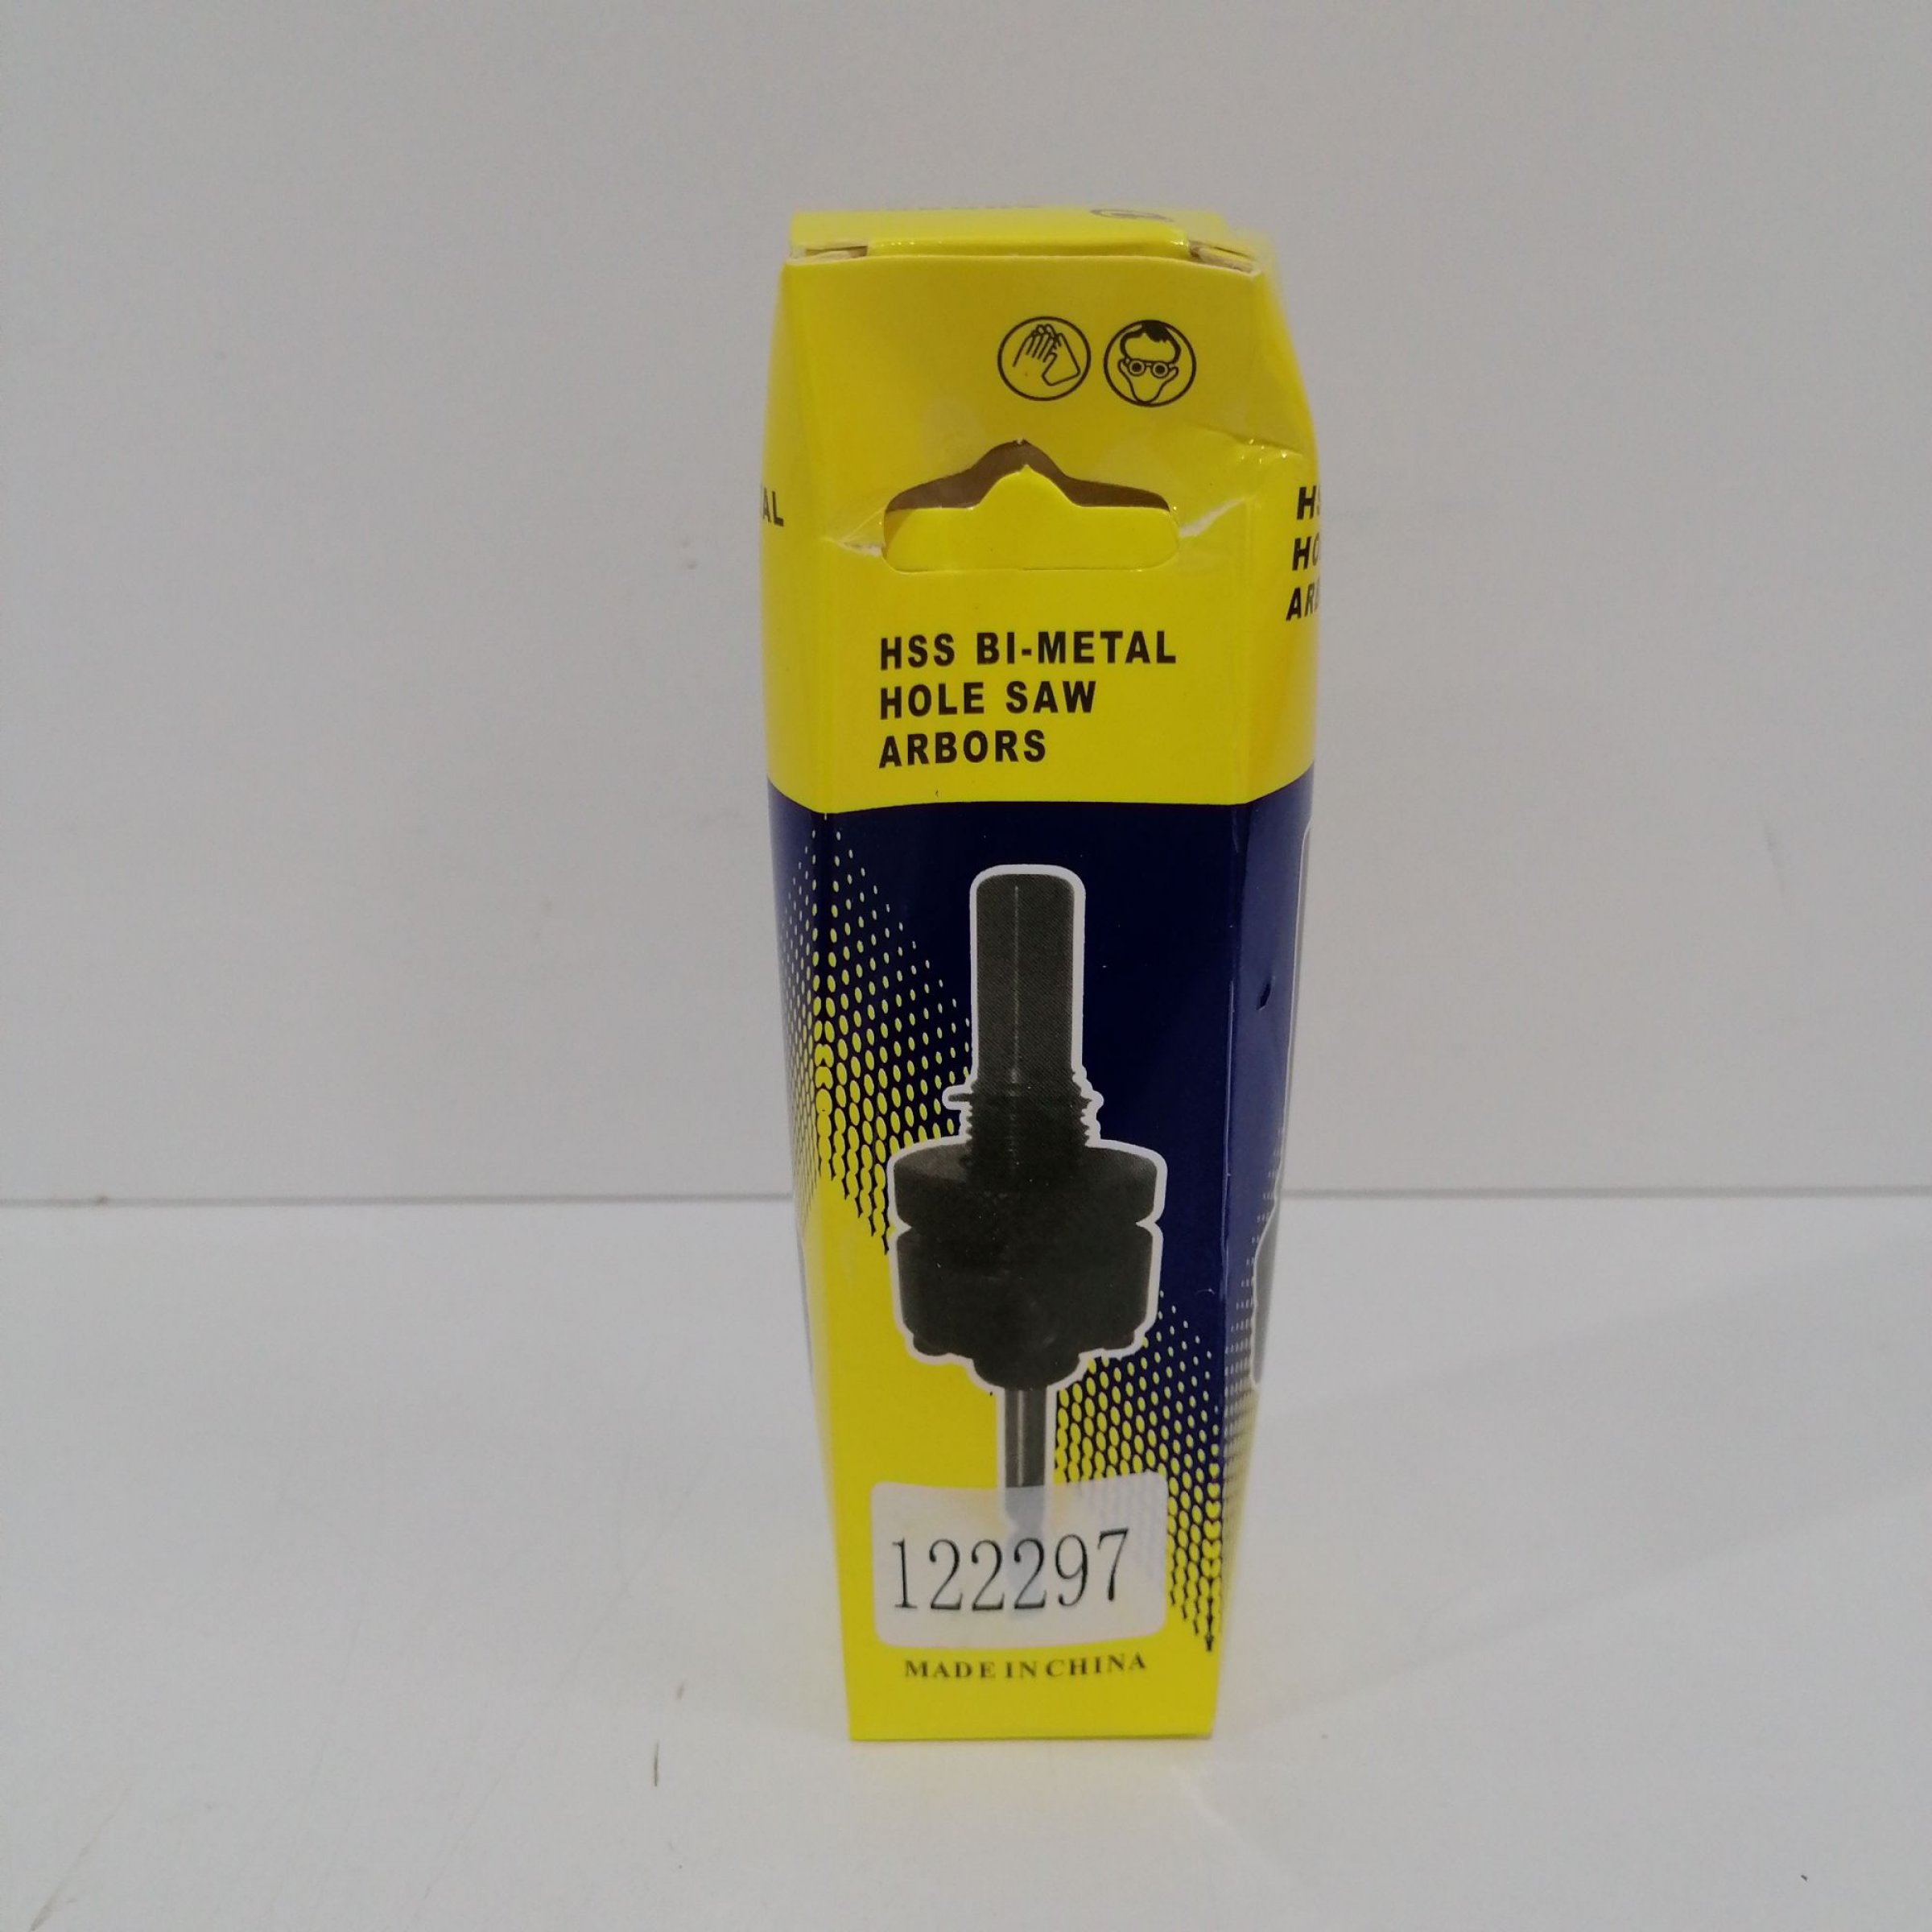 HSS BI-METAL
HOLE SAW
ARBORS
122297
MADE IN CHINA